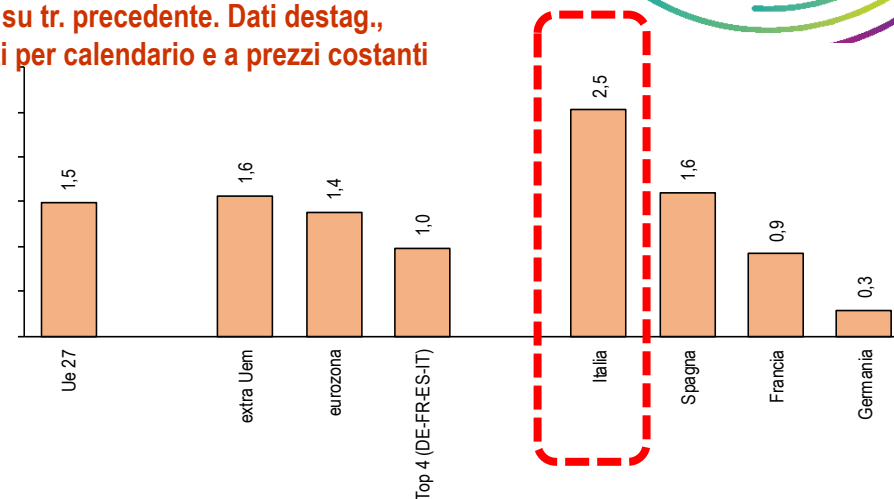 su tr. precedente. Dati destag.,
per calendario e a prezzi costanti
1,5
1,6
1,4
1,0
2,5
1,6
0,9
0,3
Ue 27
extra Uem
eurozona
Top 4 (DE-FR-ES-IT)
Italia
Spagna
Francia
Germania